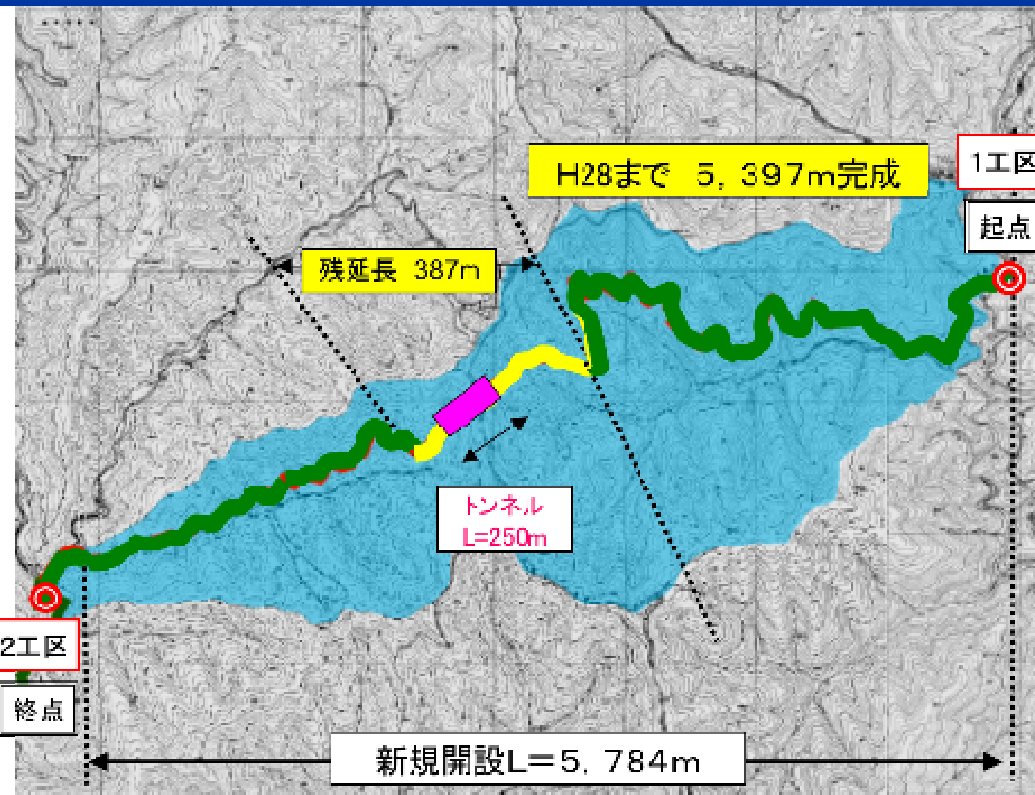 H28まで 5,397m完成
1工区
起点
残延長 387m
トンネル
L=250m
2工区
終点
新規開設L=5,784m